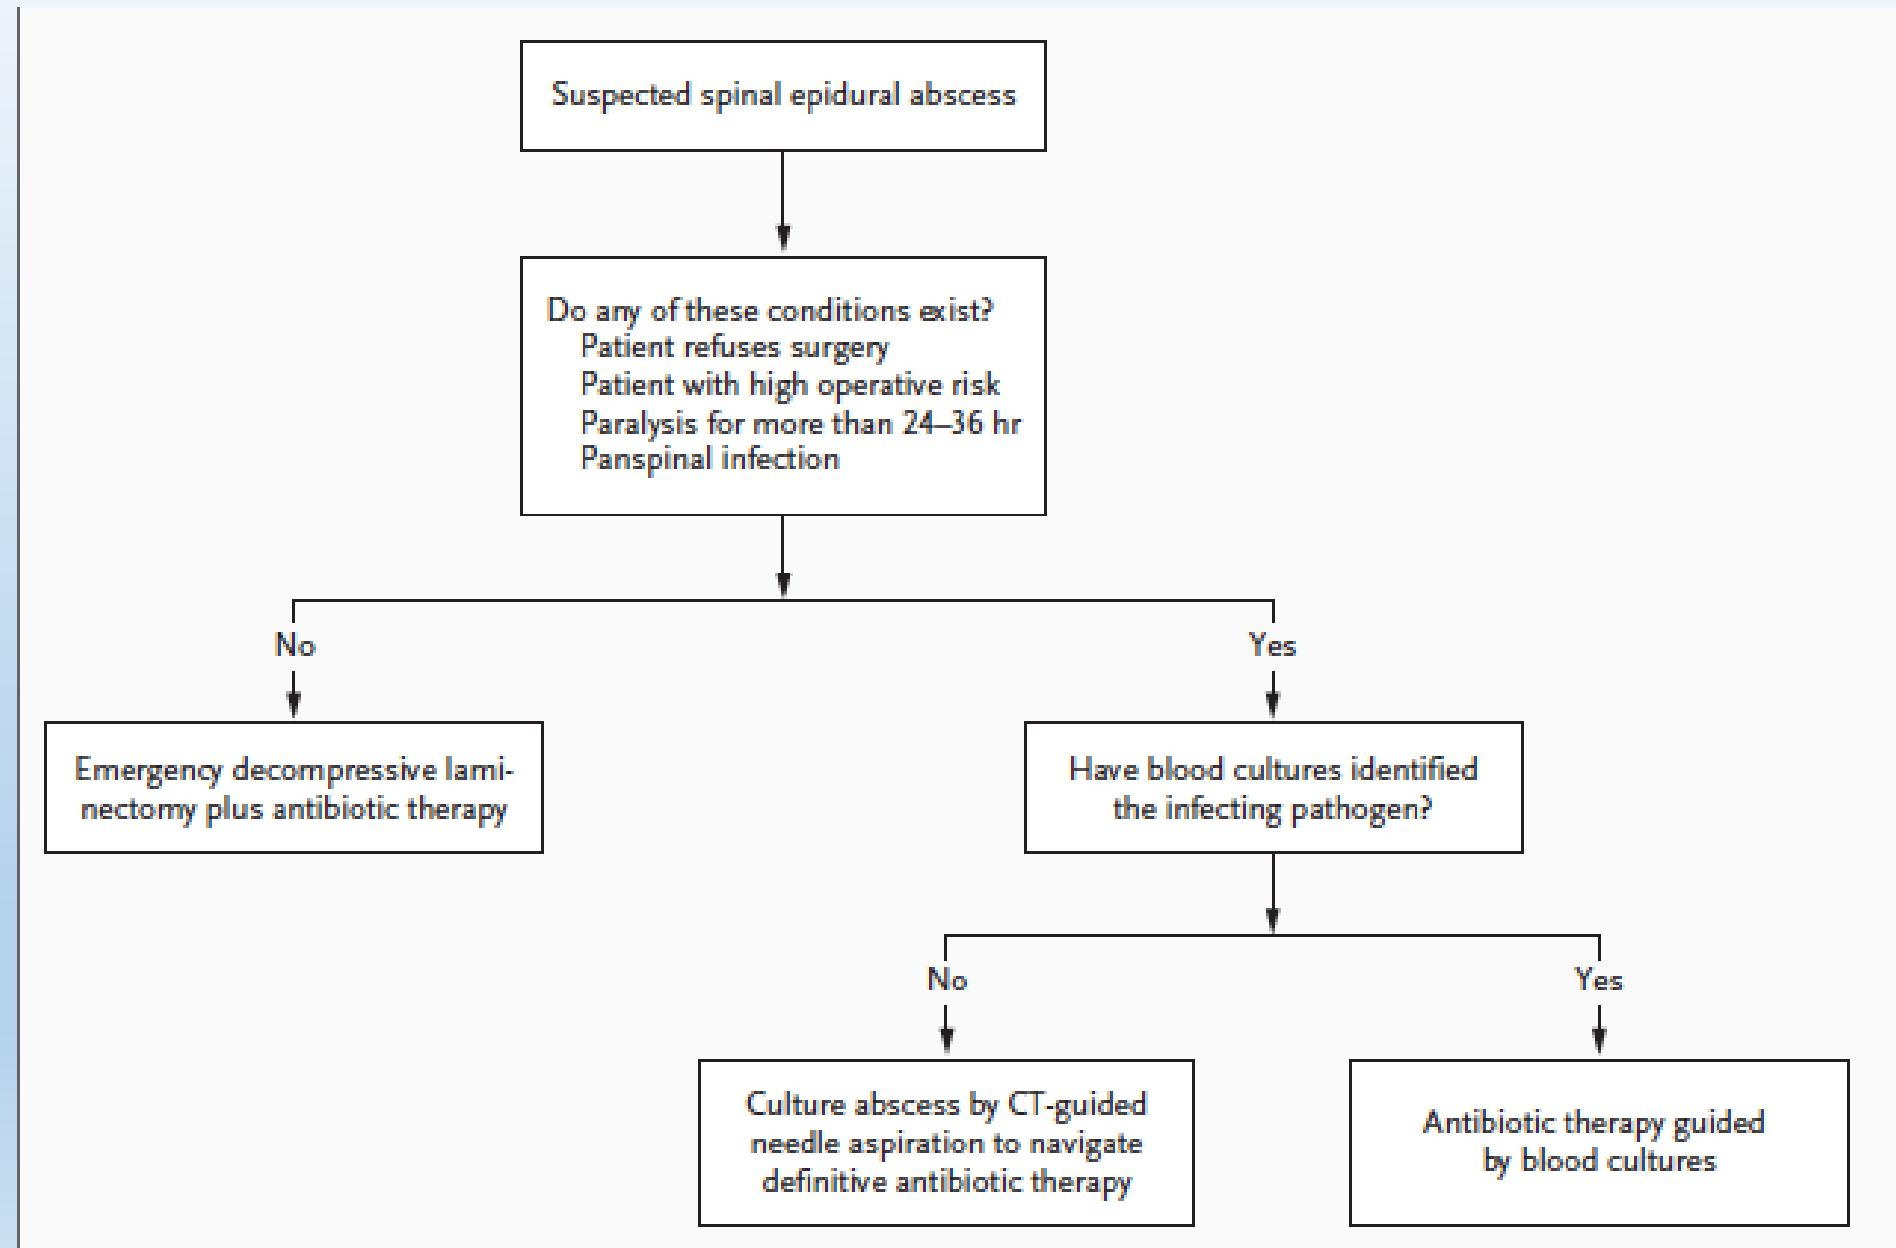 Suspected spinal epidural abscess
Do any of these conditions exist?
Patient refuses surgery
Patient with high operative risk
Paralysis for more than 24–36 hr
Panspinal infection
No
Yes
Emergency decompressive lami-
nectomy plus antibiotic therapy
Have blood cultures identified
the infecting pathogen?
No
Yes
Culture abscess by CT-guided
needle aspiration to navigate
definitive antibiotic therapy
Antibiotic therapy guided
by blood cultures